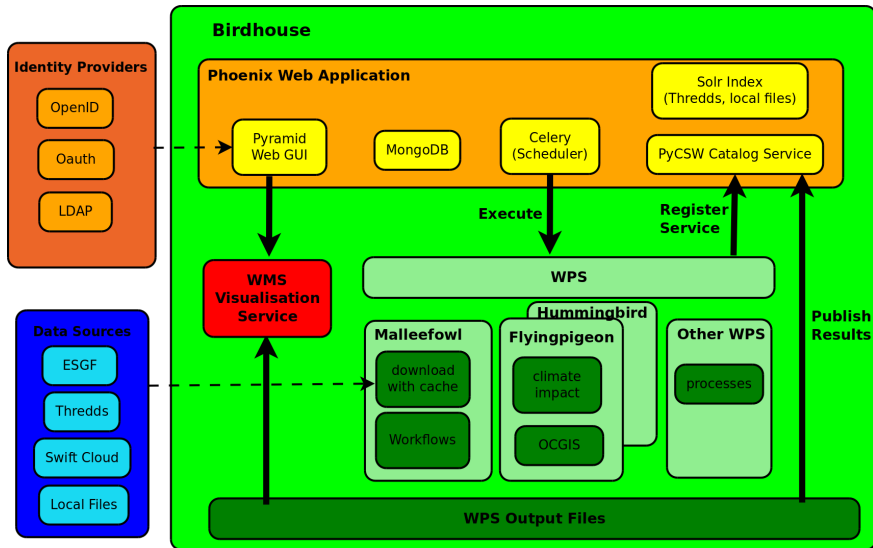 Birdhouse
Identity Providers
OpenID
Oauth
LDAP
Phoenix Web Application
Solr Index
(Thredds, local files)
Pyramid
Web GUI
MongoDB
Celery
(Scheduler)
PyCSW Catalog Service
Execute
Register
Service
WMS
Visualisation
Service
WPS
Publish
Results
Data Sources
ESGF
Thredds
Swift Cloud
Local Files
Malleefowl
download
with cache
Workflows
Hummingbird
Flyingpigeon
climate
impact
OCGIS
Other WPS
processes
WPS Output Files